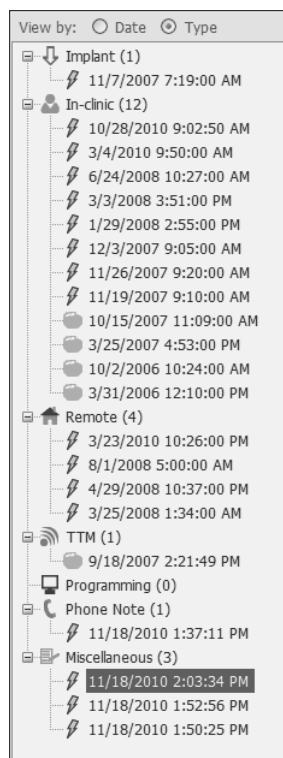 View by: Date Type
Implant (1)
11/7/2007 7:19:00 AM
In-clinic (12)
10/28/2010 9:02:50 AM
3/4/2010 9:50:00 AM
6/24/2008 10:27:00 AM
3/3/2008 3:51:00 PM
1/29/2008 2:55:00 PM
12/3/2007 9:05:00 AM
11/26/2007 9:20:00 AM
11/19/2007 9:10:00 AM
10/15/2007 11:09:00 AM
3/25/2007 4:53:00 PM
10/2/2006 10:24:00 AM
3/31/2006 12:10:00 PM
Remote (4)
3/23/2010 10:26:00 PM
8/1/2008 5:00:00 AM
4/29/2008 10:37:00 PM
3/25/2008 1:34:00 AM
TTM (1)
9/18/2007 2:21:49 PM
Programming (0)
Phone Note (1)
11/18/2010 1:37:11 PM
Miscellaneous (3)
11/18/2010 2:03:34 PM
11/18/2010 1:52:56 PM
11/18/2010 1:50:25 PM